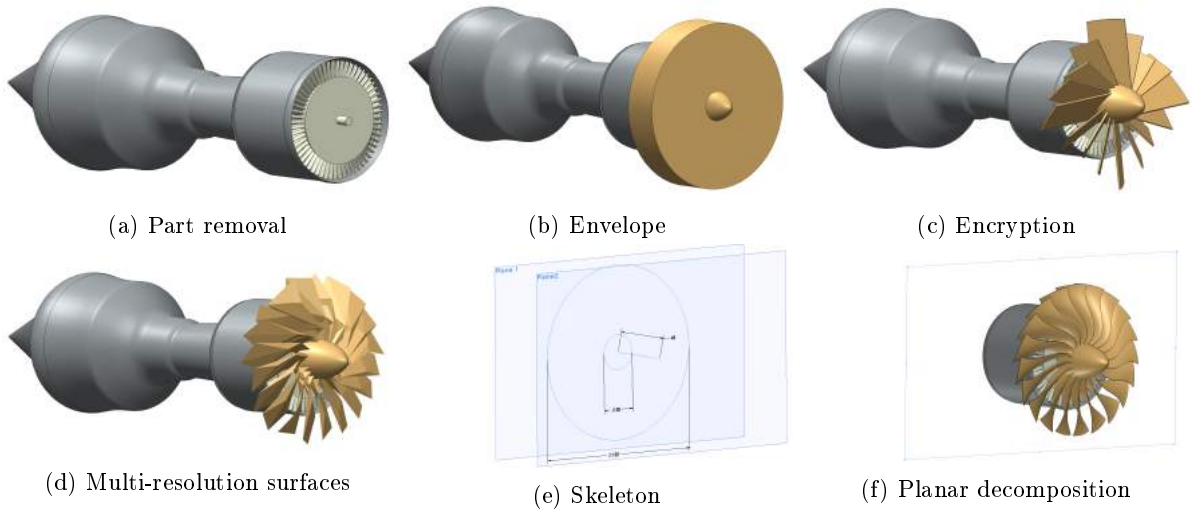 (a) Part removal
(b) Envelope
(c) Encryption
(d) Multi-resolution surfaces
Plane 1
Plane2
(e) Skeleton
(f) Planar decomposition